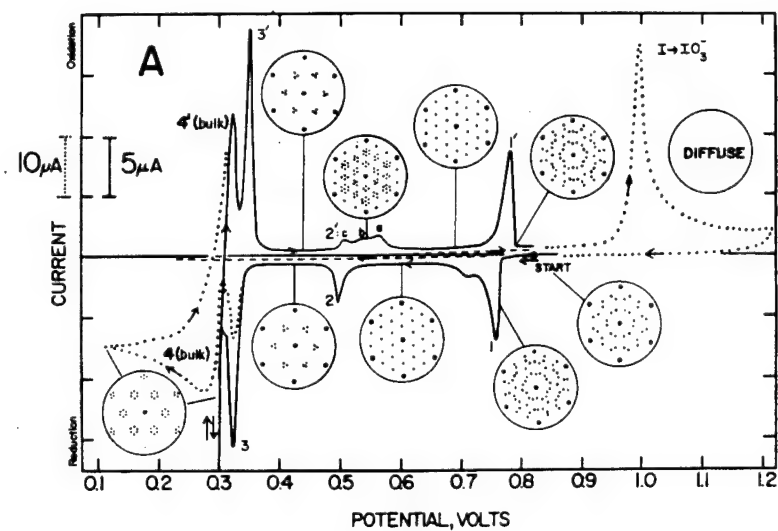 A
Oxidation
3'
4' (bulk)
I→IO₃⁻
DIFFUSE
10μA
5μA
2': c b a
1'
CURRENT
START
2
1
4 (bulk)
3
Reduction
0.1 0.2 0.3 0.4 0.5 0.6 0.7 0.8 0.9 1.0 1.1 1.2
POTENTIAL, VOLTS